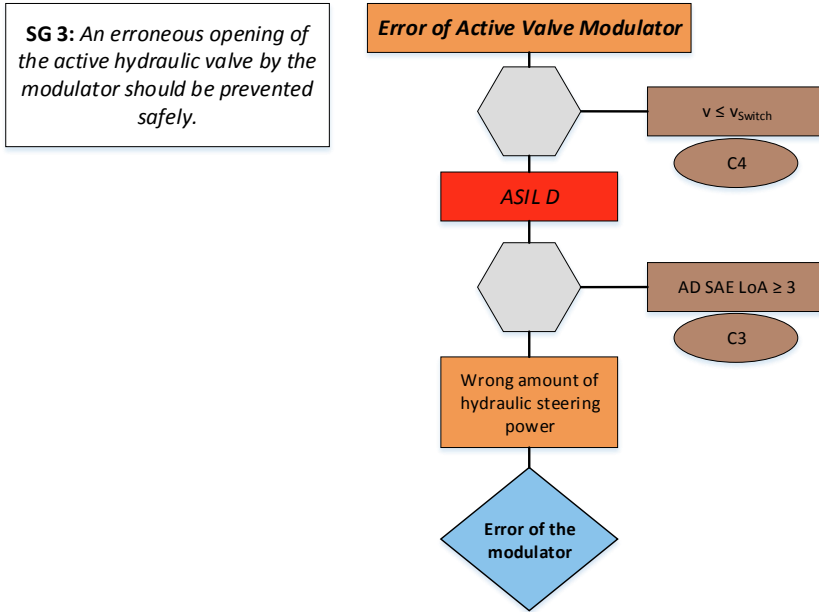 SG 3: An erroneous opening of
the active hydraulic valve by the
modulator should be prevented
safely.
Error of Active Valve Modulator
v ≤ vSwitch
C4
ASIL D
AD SAE LoA ≥ 3
C3
Wrong amount of
hydraulic steering
power
Error of the
modulator